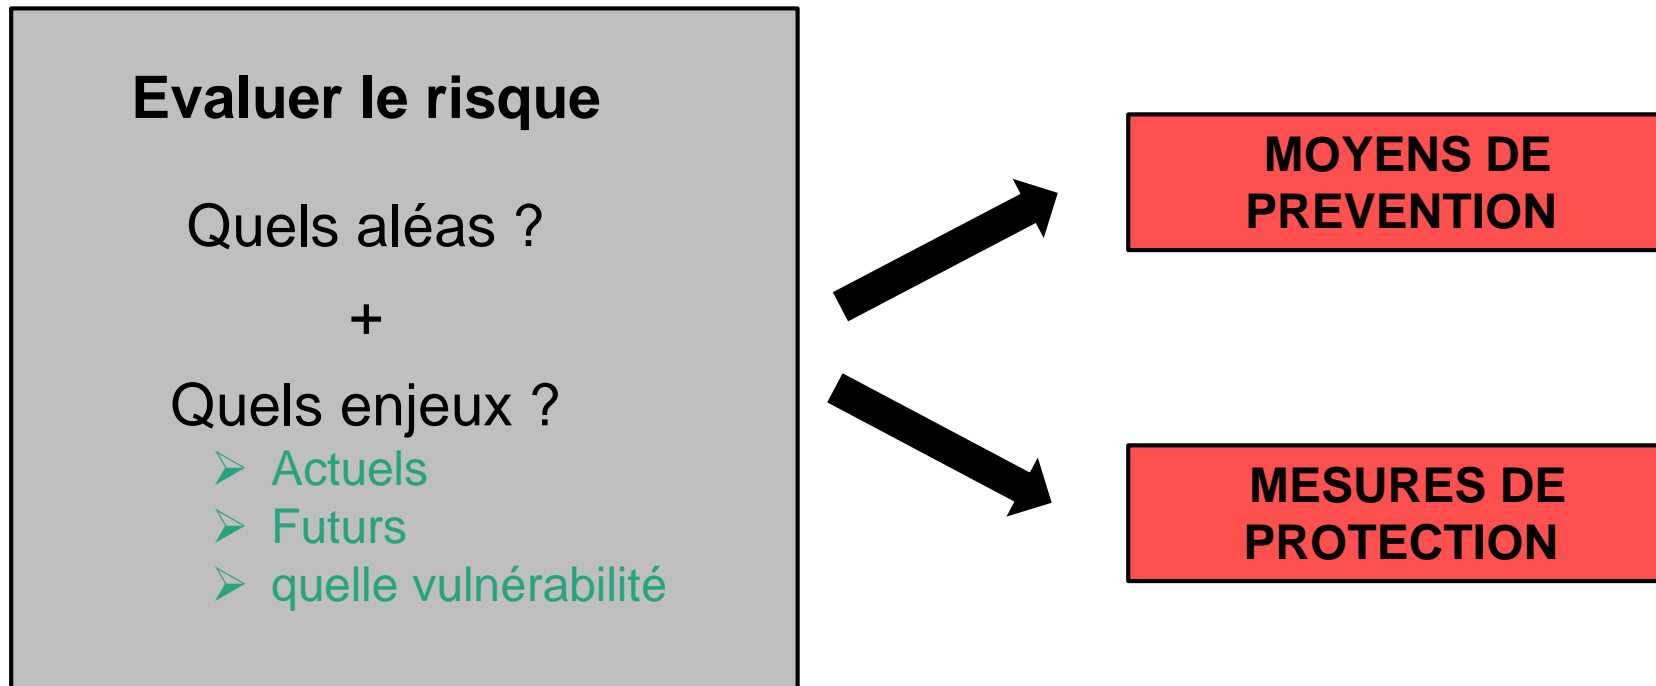 Evaluer le risque
Quels aléas ?
+
Quels enjeux ?
➢ Actuels
➢ Futurs
➢ quelle vulnérabilité
MOYENS DE
PREVENTION
MESURES DE
PROTECTION